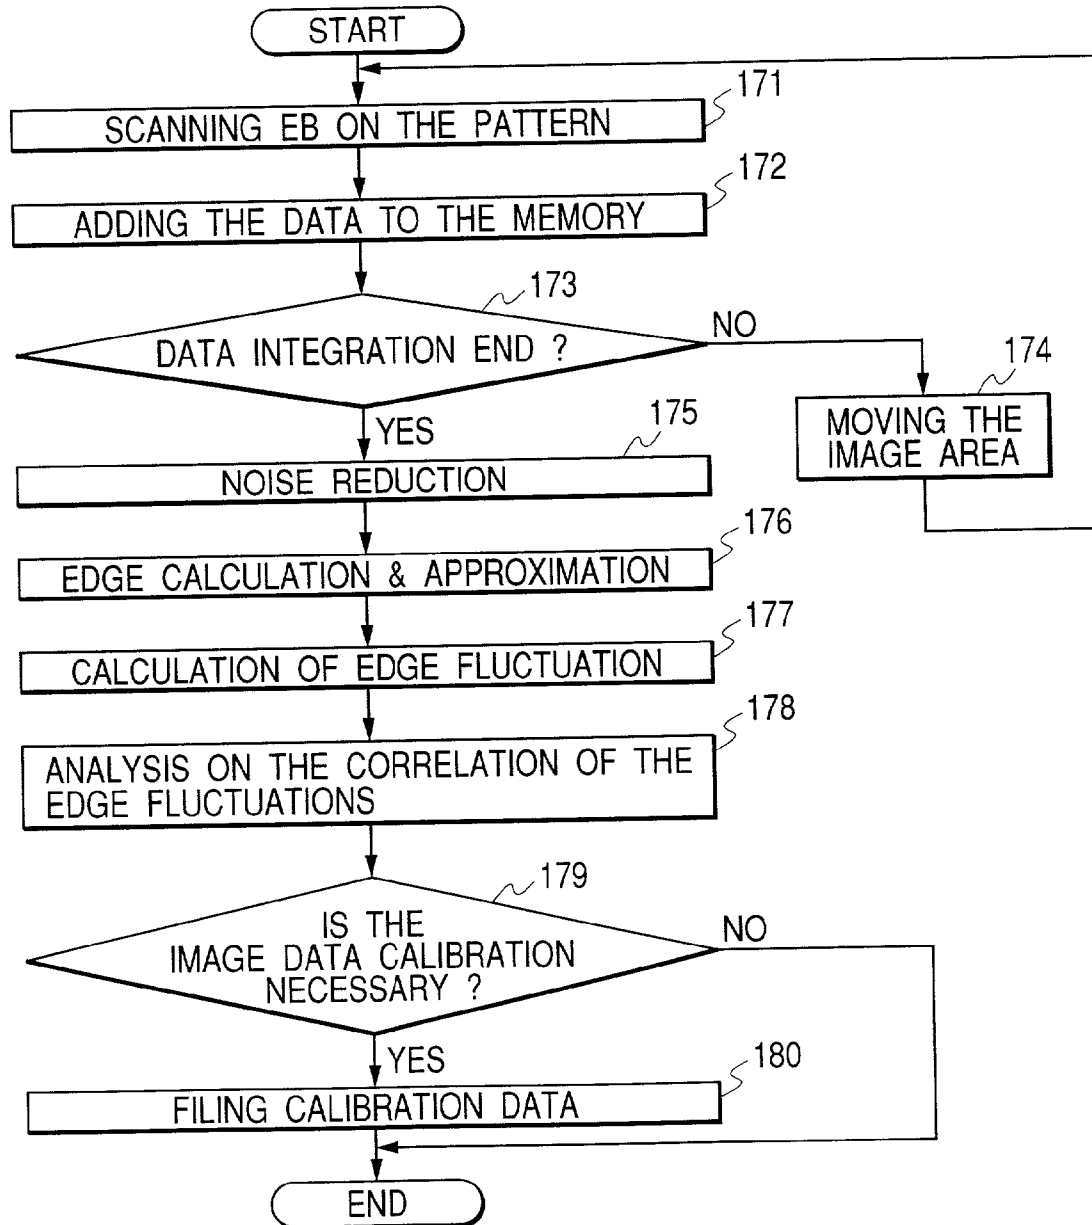 START
171
SCANNING EB ON THE PATTERN
172
ADDING THE DATA TO THE MEMORY
173
DATA INTEGRATION END ?
NO
174
MOVING THE
IMAGE AREA
YES
175
NOISE REDUCTION
176
EDGE CALCULATION & APPROXIMATION
177
CALCULATION OF EDGE FLUCTUATION
178
ANALYSIS ON THE CORRELATION OF THE
EDGE FLUCTUATIONS
179
IS THE
IMAGE DATA CALIBRATION
NECESSARY ?
NO
YES
180
FILING CALIBRATION DATA
END